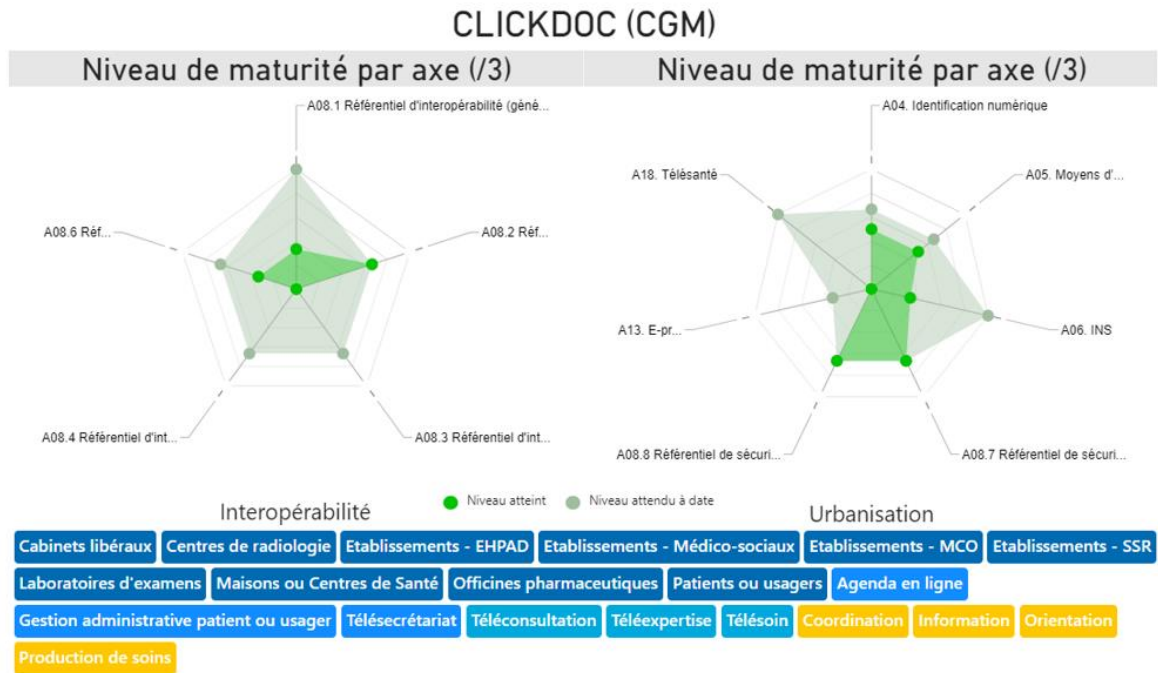 CLICKDOC (CGM)
Niveau de maturité par axe (/3)
Niveau de maturité par axe (/3)
A08.1 Référentiel d'interopérabilité (géné...
A08.6 Réf...
A08.2 Réf...
A08.4 Référentiel d'int...
A08.3 Référentiel d'int...
A04. Identification numérique
A18. Télésanté
A05. Moyens d'...
A13. E-pr...
A06. INS
A08.8 Référentiel de sécuri...
A08.7 Référentiel de sécuri...
Niveau atteint Niveau attendu à date
Interopérabilité
Urbanisation
Cabinets libéraux Centres de radiologie Etablissements - EHPAD Etablissements - Médico-sociaux Etablissements - MCO Etablissements - SSR
Laboratoires d'examens Maisons ou Centres de Santé Officines pharmaceutiques Patients ou usagers Agenda en ligne
Gestion administrative patient ou usager Télésecrétariat Téléconsultation Téléexpertise Télésoin Coordination Information Orientation
Production de soins